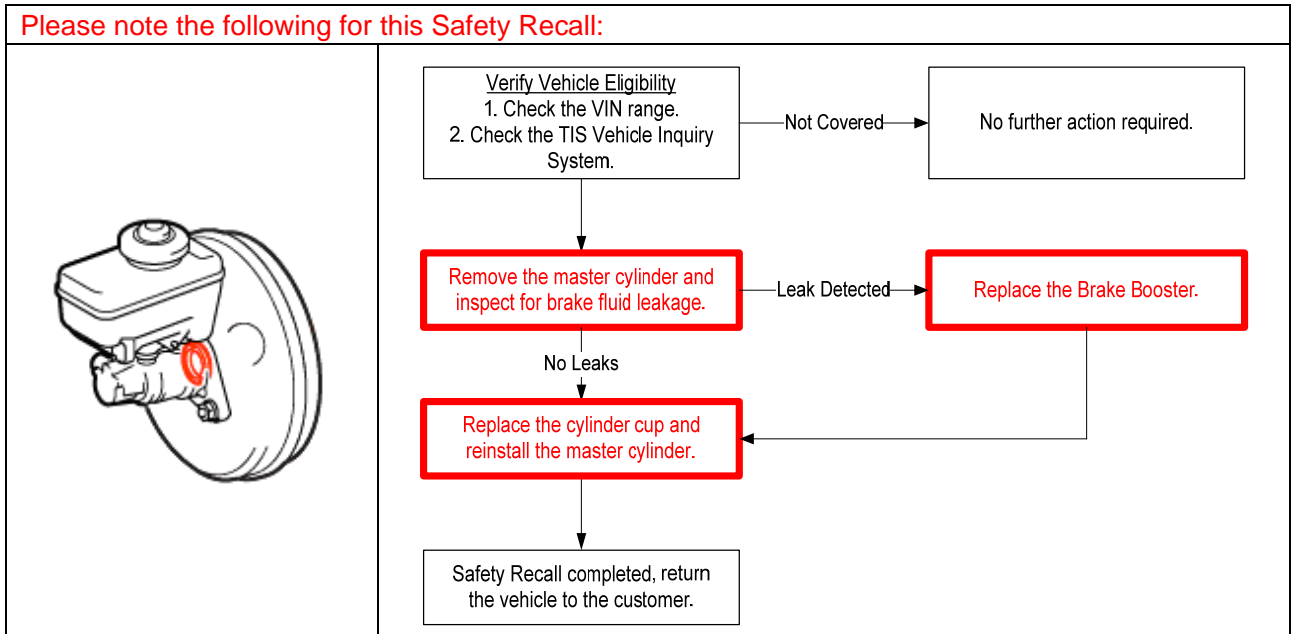 Please note the following for this Safety Recall:
Verify Vehicle Eligibility
1. Check the VIN range.
2. Check the TIS Vehicle Inquiry
System.
Not Covered
No further action required.
Remove the master cylinder and
inspect for brake fluid leakage.
Leak Detected
Replace the Brake Booster.
No Leaks
Replace the cylinder cup and
reinstall the master cylinder.
Safety Recall completed, return
the vehicle to the customer.